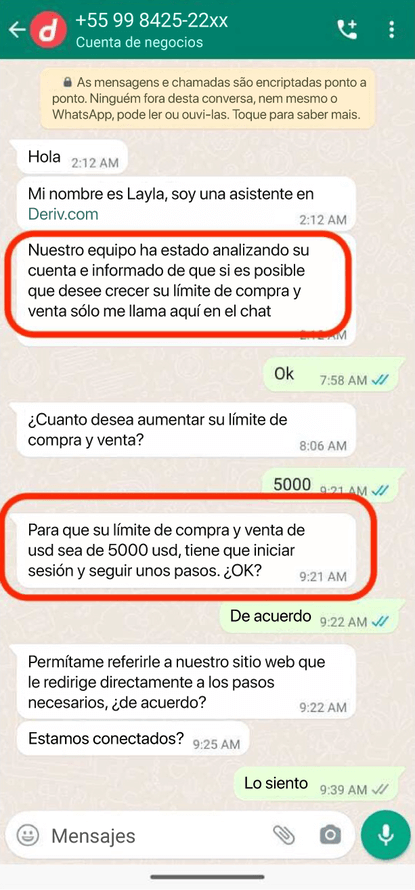 +55 99 8425-22xx
Cuenta de negocios
As mensagens e chamadas são encriptadas ponto a
ponto. Ninguém fora desta conversa, nem mesmo o
WhatsApp, pode ler ou ouvi-las. Toque para saber mais.
Hola 2:12 AM
Mi nombre es Layla, soy una asistente en
Deriv.com
2:12 AM
Nuestro equipo ha estado analizando su
cuenta e informado de que si es posible
que desee crecer su límite de compra y
venta sólo me llama aquí en el chat
2:12 AM
Ok 7:58 AM
¿Cuanto desea aumentar su límite de
compra y venta?
8:06 AM
5000 9:21 AM
Para que su límite de compra y venta de
usd sea de 5000 usd, tiene que iniciar
sesión y seguir unos pasos. ¿OK?
9:21 AM
De acuerdo 9:22 AM
Permítame referirle a nuestro sitio web que
le redirige directamente a los pasos
necesarios, ¿de acuerdo?
9:22 AM
Estamos conectados? 9:25 AM
Lo siento 9:39 AM
Mensajes